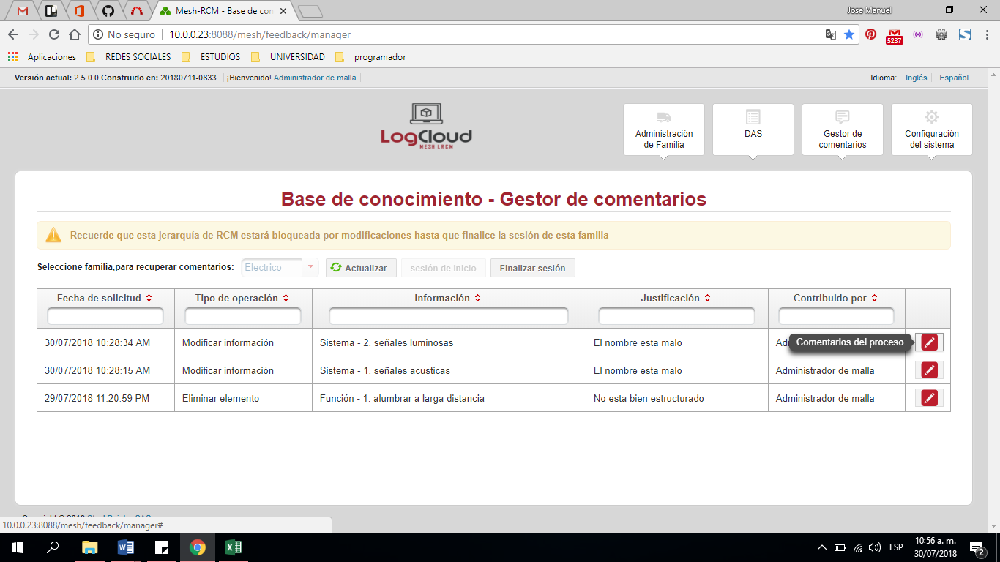 Mesh-RCM - Base de con
Jose Manuel
No seguro
10.0.0.23:8088/mesh/feedback/manager
5237
Aplicaciones
REDES SOCIALES
ESTUDIOS
UNIVERSIDAD
programador
Versión actual: 2.5.0.0 Construido en: 20180711-0833
¡Bienvenido! Administrador de malla
Idioma:
Inglés
Español
LogCloud
MESH LRCM
Administración
de Familia
DAS
Gestor de
comentarios
Configuración
del sistema
Base de conocimiento - Gestor de comentarios
Recuerde que esta jerarquía de RCM estará bloqueada por modificaciones hasta que finalice la sesión de esta familia
Seleccione familia,para recuperar comentarios:
Electrico
Actualizar
sesión de inicio
Finalizar sesión
Fecha de solicitud
Tipo de operación
Información
Justificación
Contribuido por
30/07/2018 10:28:34 AM
Modificar información
Sistema - 2. señales luminosas
El nombre esta malo
Comentarios del proceso
30/07/2018 10:28:15 AM
Modificar información
Sistema - 1. señales acusticas
El nombre esta malo
Administrador de malla
29/07/2018 11:20:59 PM
Eliminar elemento
Función - 1. alumbrar a larga distancia
No esta bien estructurado
Administrador de malla
Copyright © 2018 StackPointer SAS
10.0.0.23:8088/mesh/feedback/manager#
ESP
10:56 a. m.
30/07/2018
2